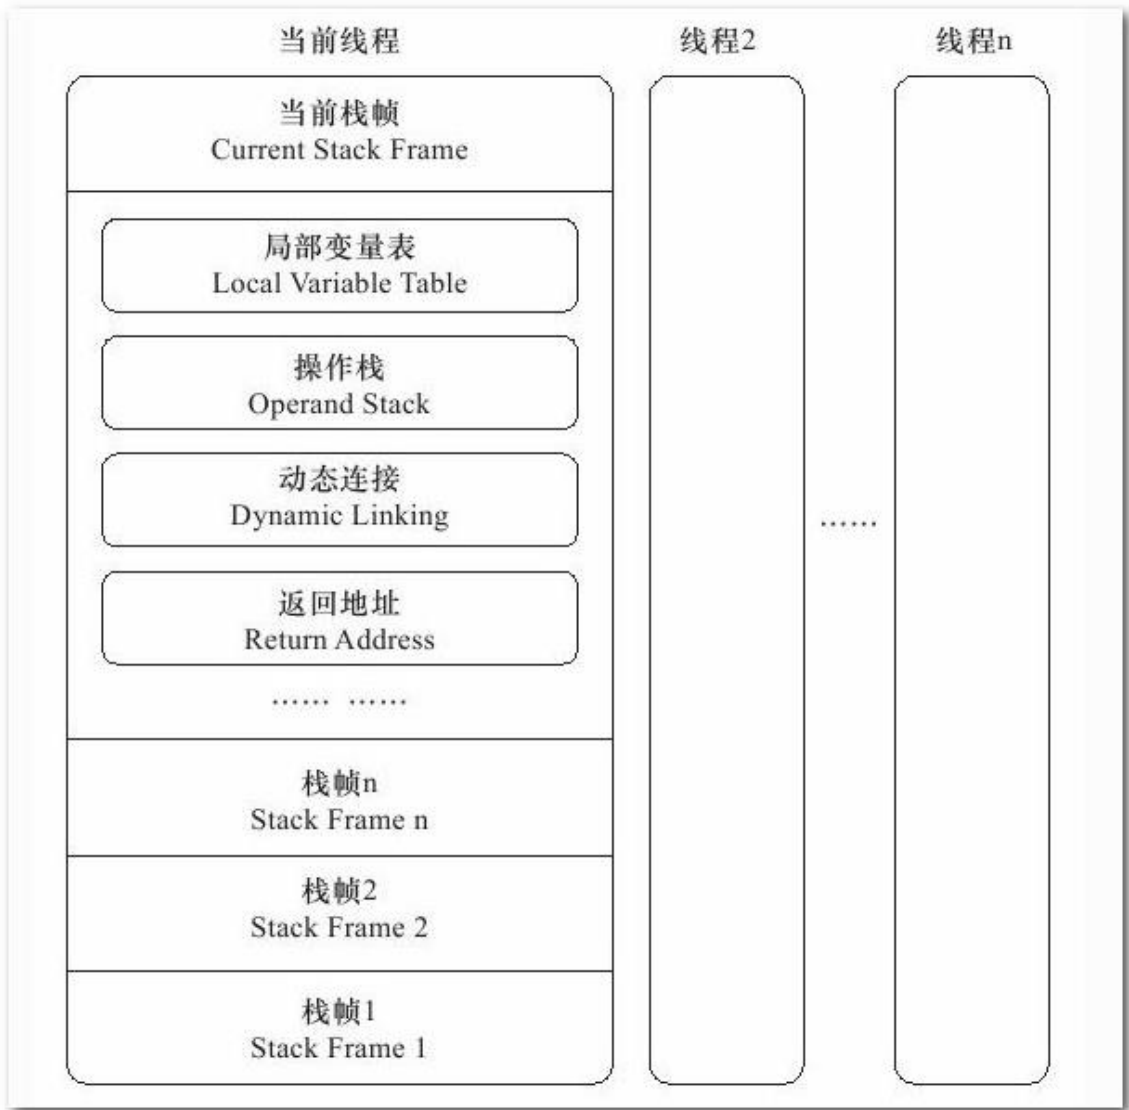 当前线程
线程2
线程n
当前栈帧
Current Stack Frame
局部变量表
Local Variable Table
操作栈
Operand Stack
动态连接
Dynamic Linking
返回地址
Return Address
…… ……
……
栈帧n
Stack Frame n
栈帧2
Stack Frame 2
栈帧1
Stack Frame 1